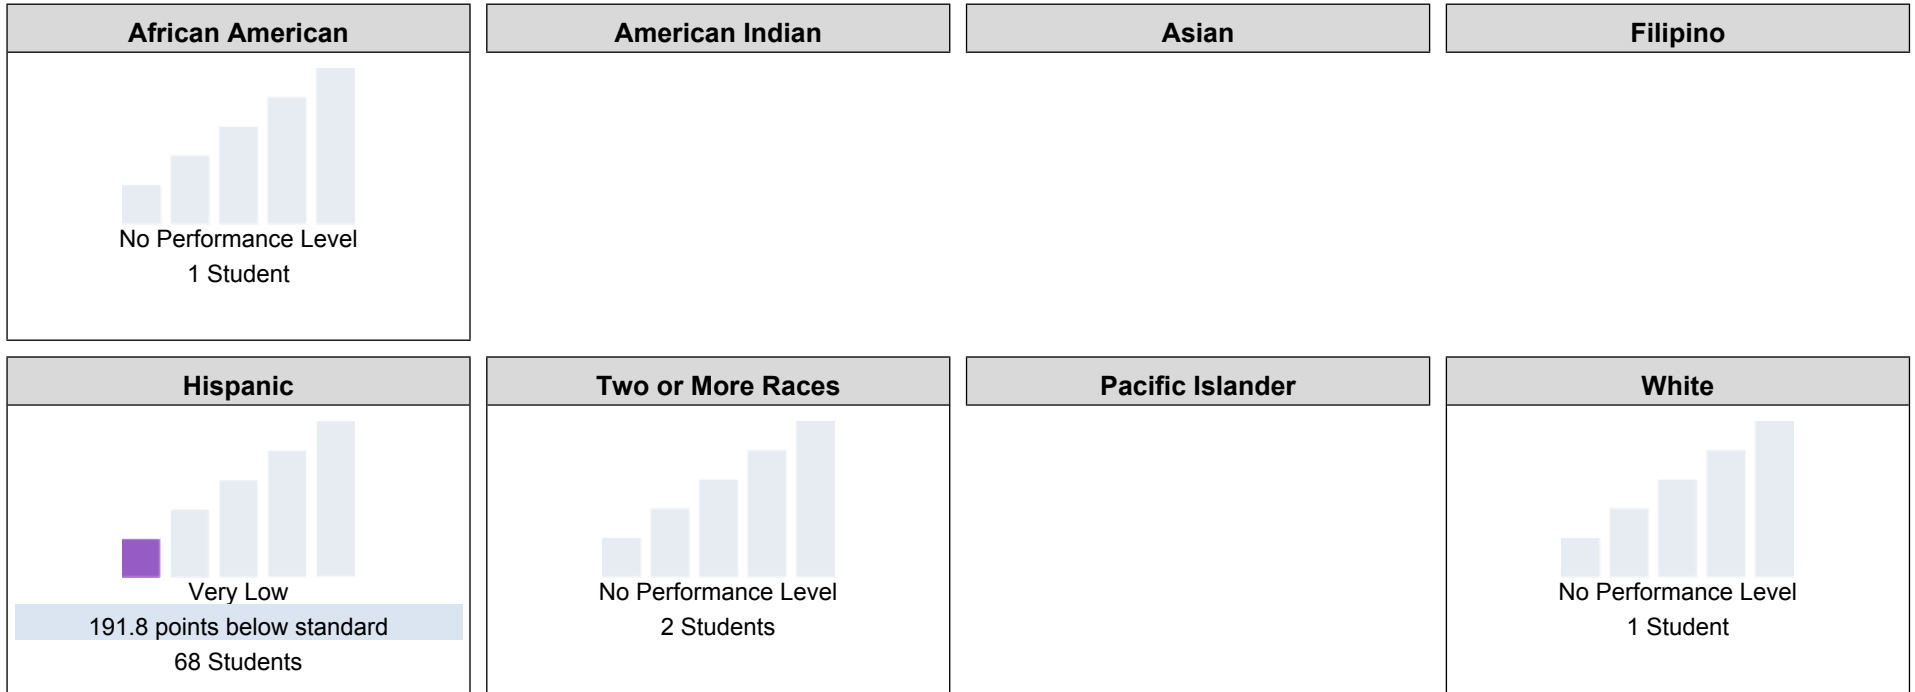 African American
American Indian
Asian
Filipino
No Performance Level
1 Student
Hispanic
Two or More Races
Pacific Islander
White
Very Low
191.8 points below standard
68 Students
No Performance Level
2 Students
No Performance Level
1 Student